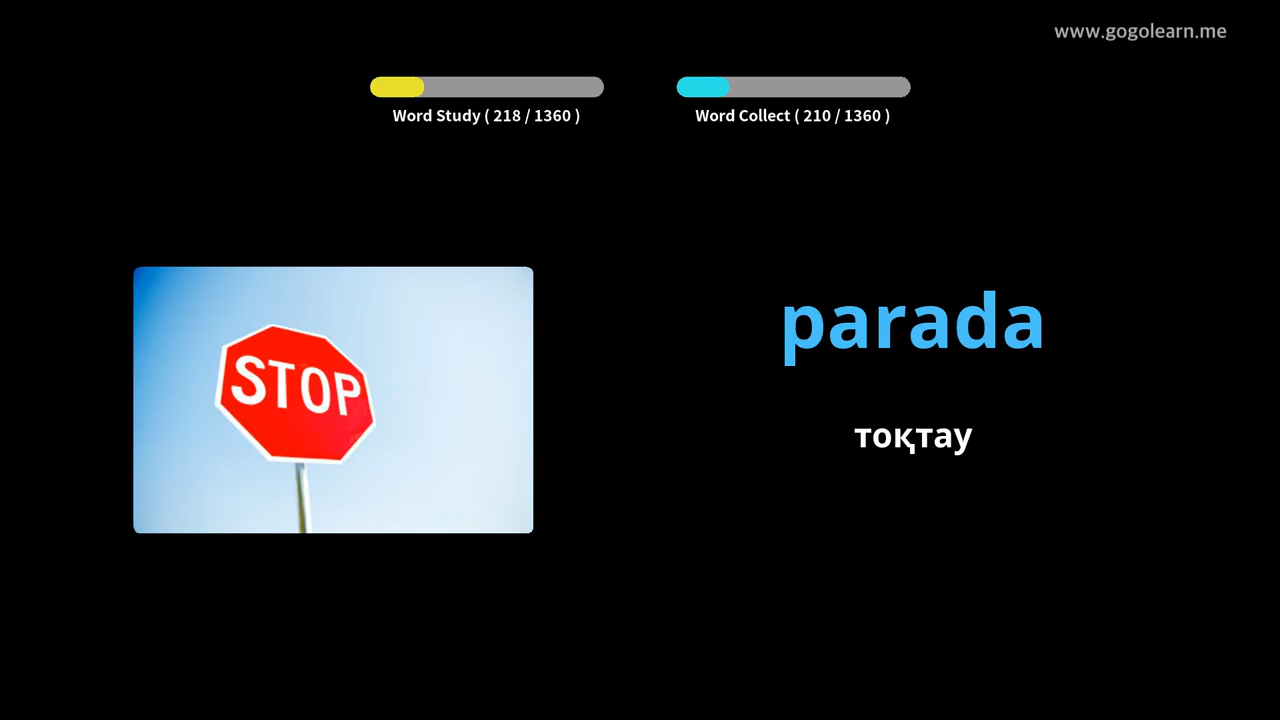 www.gogolearn.me
Word Study ( 218 / 1360 )
Word Collect ( 210 / 1360 )
STOP
parada
тоқтау